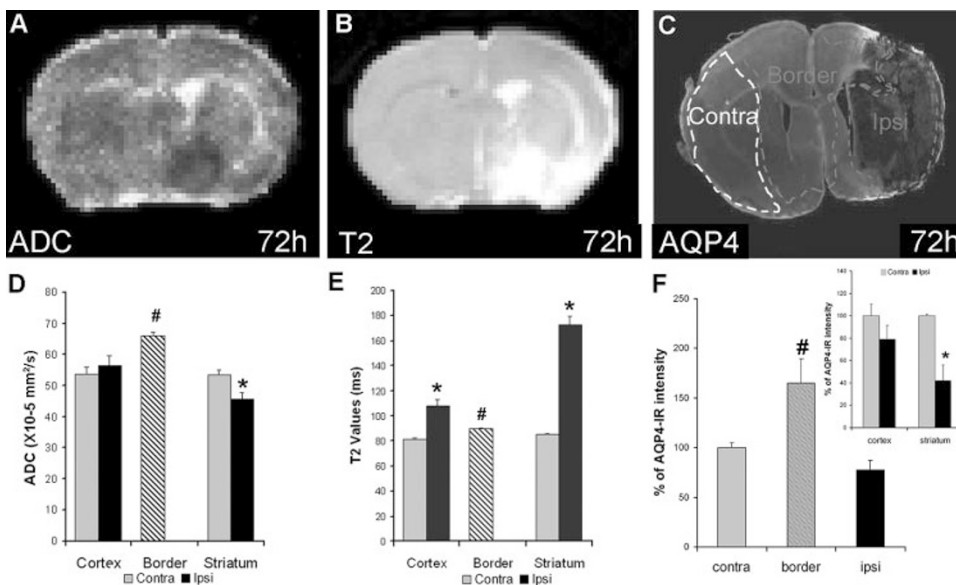 A
ADC
72h
B
T2
72h
C
Border
Contra
Ipsi
AQP4
72h
D
ADC (X10-5 mm²/s)
80
70
60
50
40
30
20
10
0
#
*
Cortex
Border
Striatum
Contra
Ipsi
E
T2 Values (ms)
200
180
160
140
120
100
80
60
40
20
0
*
#
*
Cortex
Border
Striatum
Contra
Ipsi
F
% of AQP4-IR intensity
250
200
150
100
50
0
#
contra
border
ipsi
Contra
Ipsi
% of AQP4-IR intensity
140
120
100
80
60
40
20
0
*
cortex
striatum